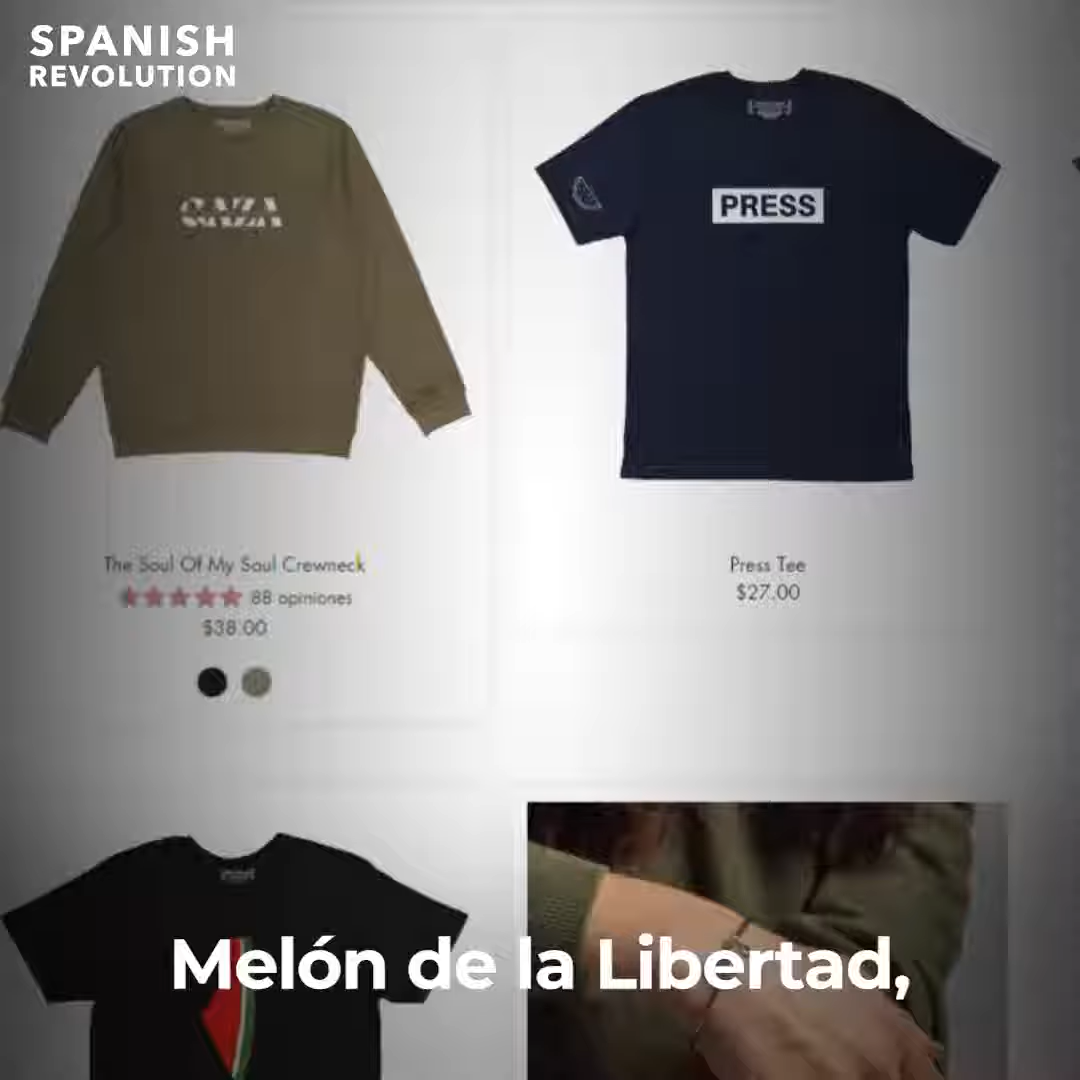 SPANISH
REVOLUTION
GAZA
PRESS
The Soul Of My Soul Crewneck
88 opiniones
$38.00
Press Tee
$27.00
Melón de la Libertad,